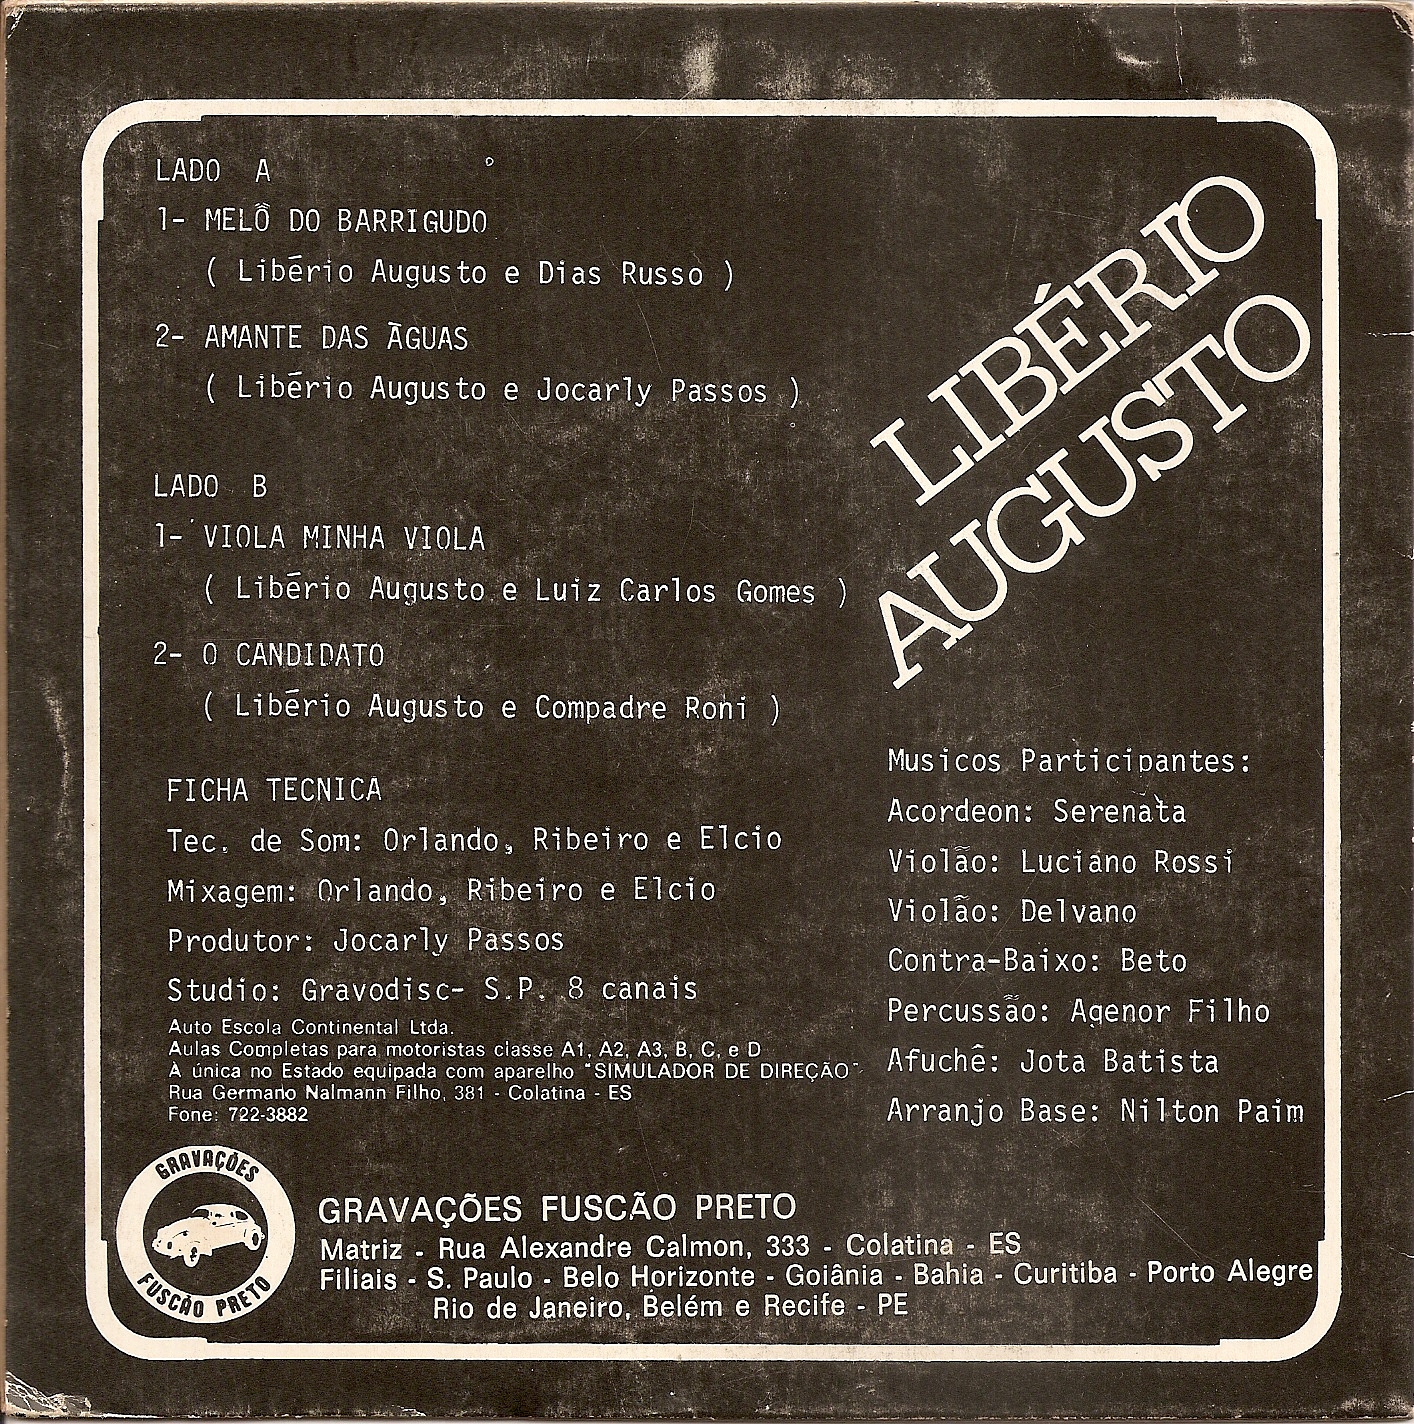 LADO A
1- MELÔ DO BARRIGUDO
( Libério Augusto e Dias Russo )
2- AMANTE DAS ÁGUAS
( Libério Augusto e Jocarly Passos )
LADO B
1- VIOLA MINHA VIOLA
( Libério Augusto e Luiz Carlos Gomes )
2- O CANDIDATO
( Libério Augusto e Compadre Roni )
LIBÉRIO
AUGUSTO
FICHA TECNICA
Tec. de Som: Orlando, Ribeiro e Elcio
Mixagem: Orlando, Ribeiro e Elcio
Produtor: Jocarly Passos
Studio: Gravodisc- S.P. 8 canais
Auto Escola Continental Ltda.
Aulas Completas para motoristas classe A1, A2, A3, B, C, e D
À única no Estado equipada com aparelho "SIMULADOR DE DIREÇÃO"
Rua Germano Nalmann Filho, 381 - Colatina - ES
Fone: 722-3882
Musicos Participantes:
Acordeon: Serenata
Violão: Luciano Rossi
Violão: Delvano
Contra-Baixo: Beto
Percussão: Agenor Filho
Afuchê: Jota Batista
Arranjo Base: Nilton Paim
GRAVAÇÕES
FUSCÃO PRETO
GRAVAÇÕES FUSCÃO PRETO
Matriz - Rua Alexandre Calmon, 333 - Colatina - ES
Filiais - S. Paulo - Belo Horizonte - Goiânia - Bahia - Curitiba - Porto Alegre
Rio de Janeiro, Belém e Recife - PE